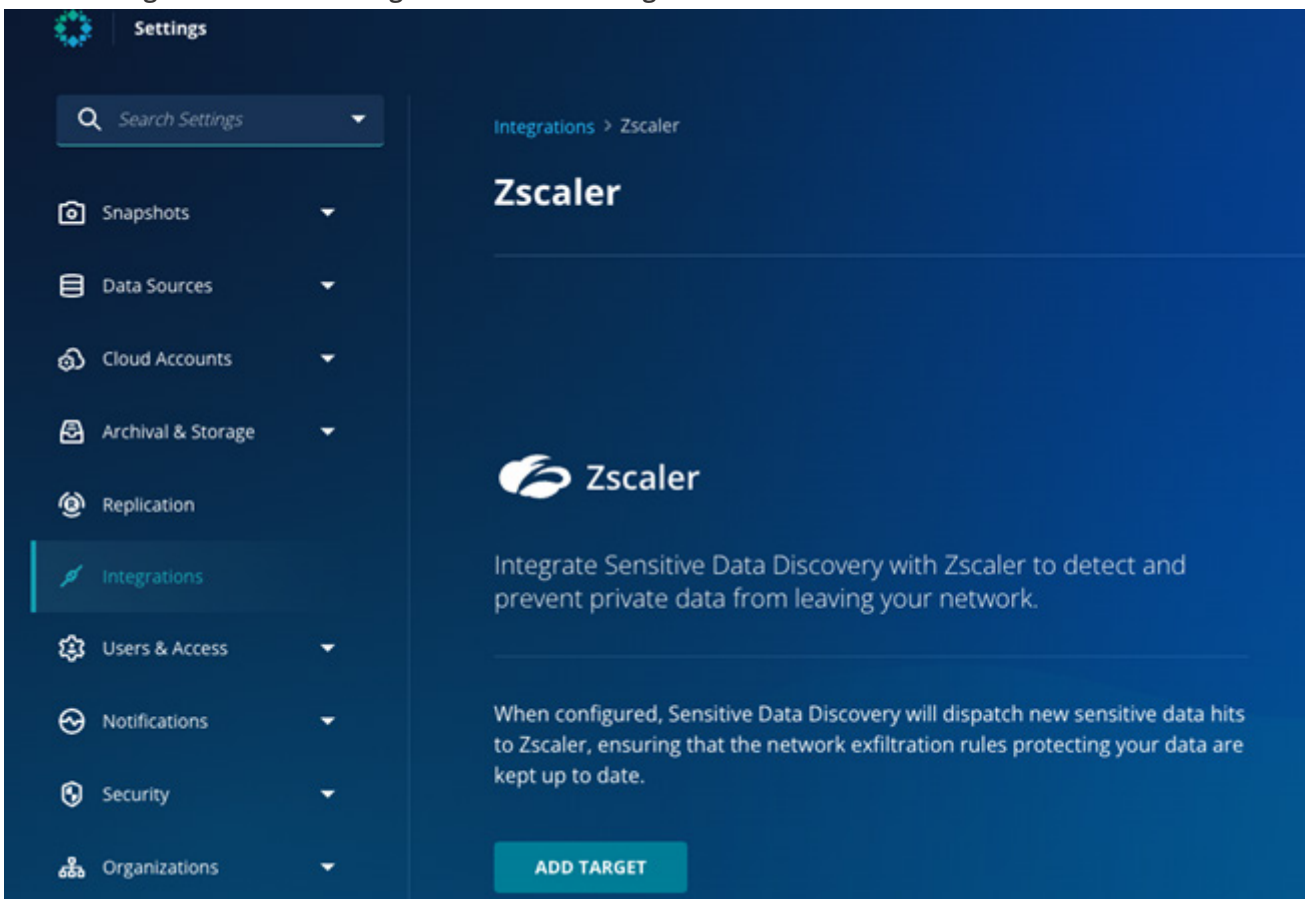 Settings
Search Settings
Snapshots
Data Sources
Cloud Accounts
Archival & Storage
Replication
Integrations
Users & Access
Notifications
Security
Organizations
Integrations > Zscaler
Zscaler
Zscaler
Integrate Sensitive Data Discovery with Zscaler to detect and
prevent private data from leaving your network.
When configured, Sensitive Data Discovery will dispatch new sensitive data hits
to Zscaler, ensuring that the network exfiltration rules protecting your data are
kept up to date.
ADD TARGET